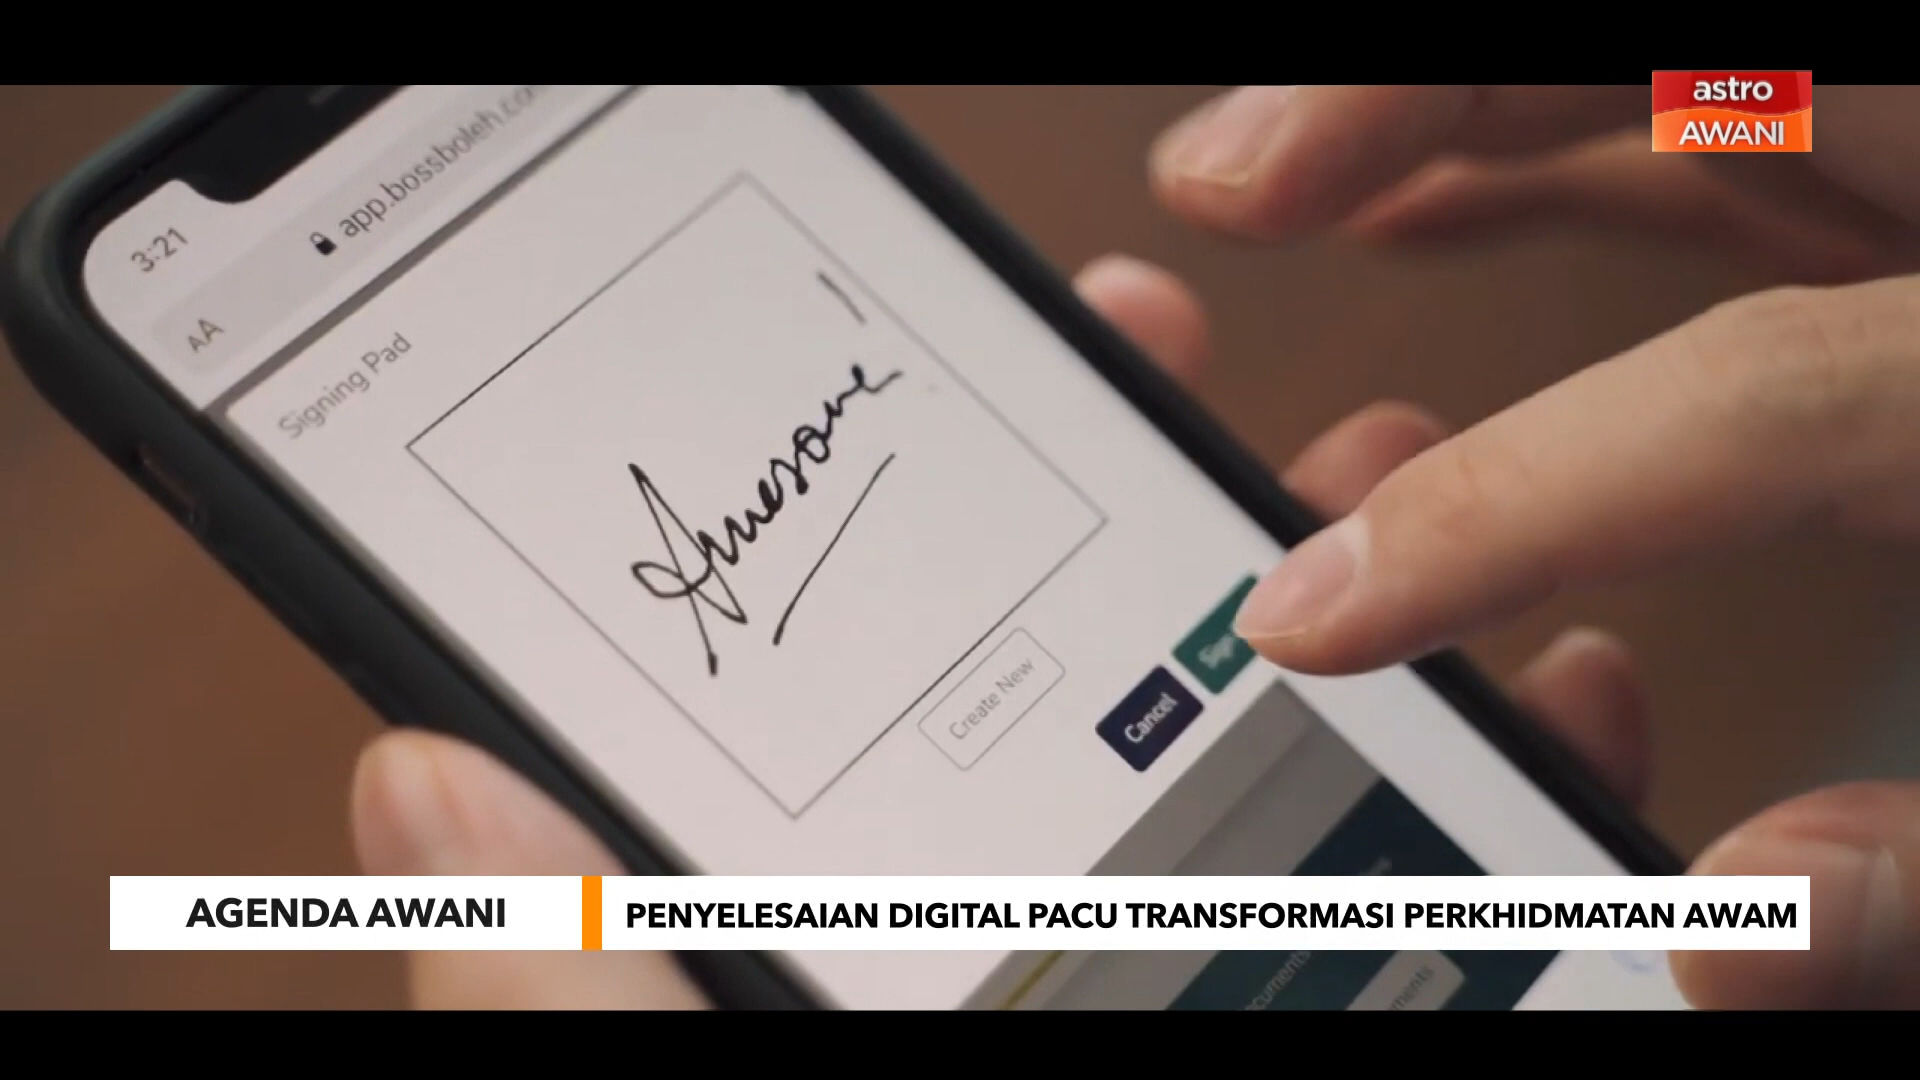 astro
AWANI
3:21
app.bossboleh.co
AA
Signing Pad
Awesome
Create New
Cancel
Sign
AGENDA AWANI
PENYELESAIAN DIGITAL PACU TRANSFORMASI PERKHIDMATAN AWAM